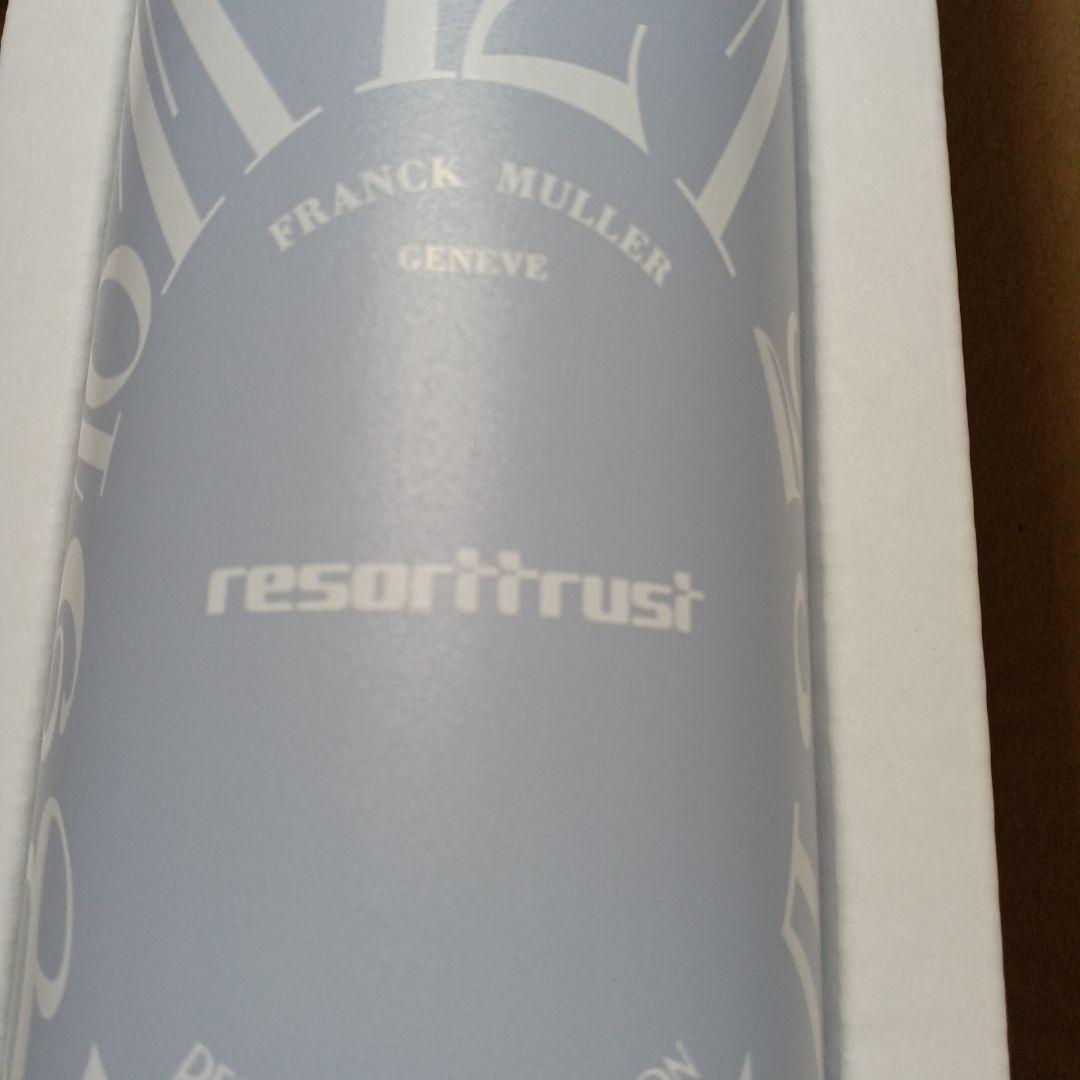 12
FRANCK MULLER
GENEVE
resorttrust